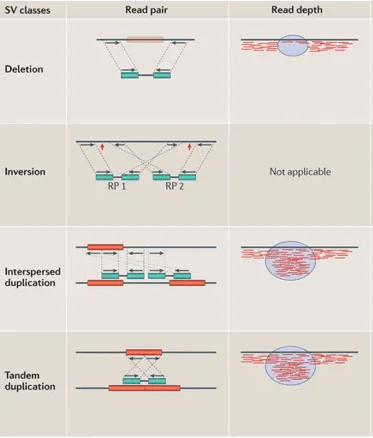 SV classes Read pair Read depth
Deletion
Inversion RP 1 RP 2 Not applicable
Interspersed
duplication
Tandem
duplication